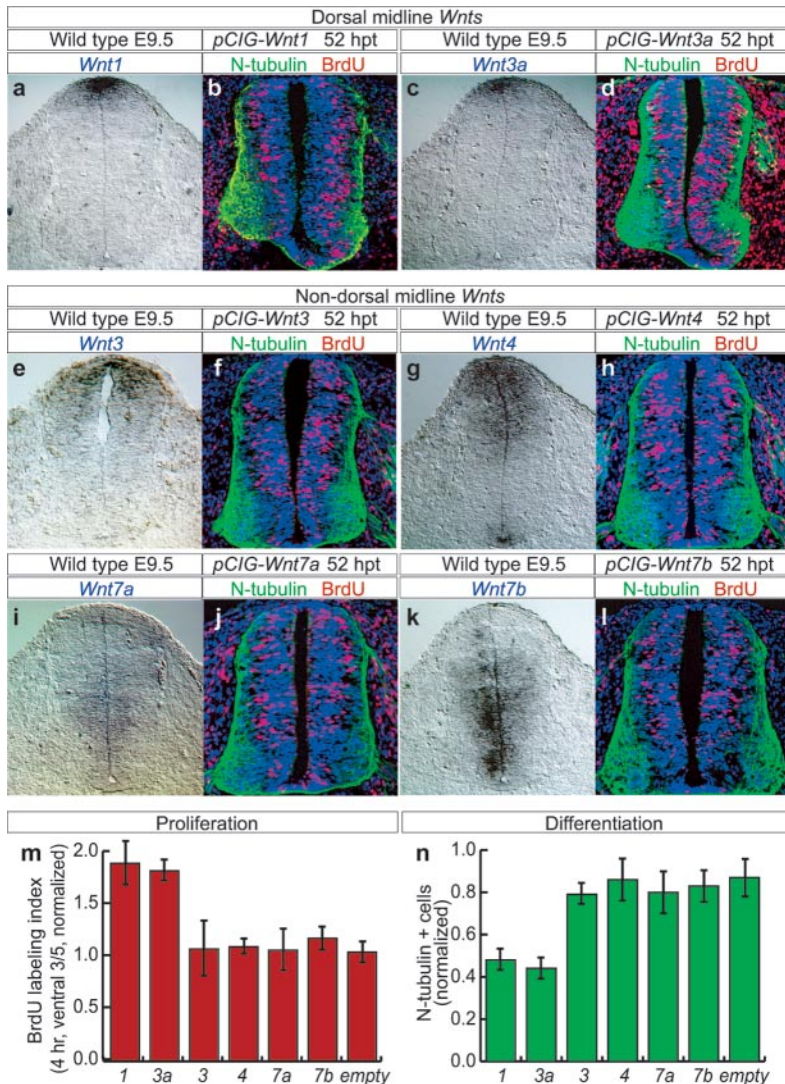 Dorsal midline Wnts
Wild type E9.5 pCIG-Wnt1 52 hpt Wild type E9.5 pCIG-Wnt3a 52 hpt
Wnt1 N-tubulin BrdU Wnt3a N-tubulin BrdU
a b c d
Non-dorsal midline Wnts
Wild type E9.5 pCIG-Wnt3 52 hpt Wild type E9.5 pCIG-Wnt4 52 hpt
Wnt3 N-tubulin BrdU Wnt4 N-tubulin BrdU
e f g h
Wild type E9.5 pCIG-Wnt7a 52 hpt Wild type E9.5 pCIG-Wnt7b 52 hpt
Wnt7a N-tubulin BrdU Wnt7b N-tubulin BrdU
i j k l
Proliferation
m
BrdU labeling index
(4 hr, ventral 3/5, normalized)
2.0
1.5
1.0
0.5
0.0
1 3a 3 4 7a 7b empty
Differentiation
n
N-tubulin + cells
(normalized)
1.0
0.8
0.6
0.4
0.2
0.0
1 3a 3 4 7a 7b empty